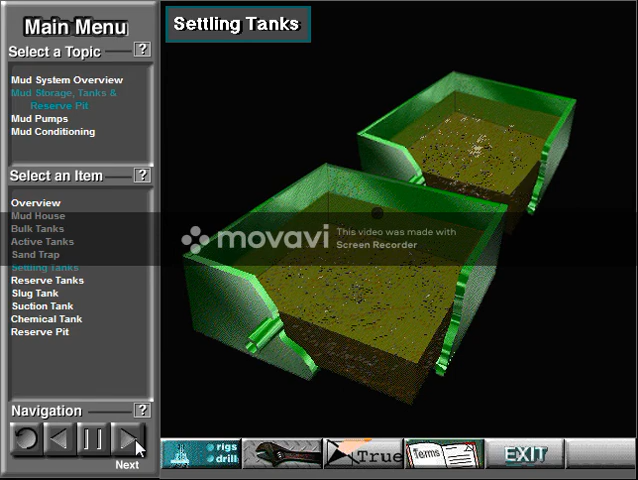 Main Menu
Select a Topic ?
Mud System Overview
Mud Storage, Tanks &
Reserve Pit
Mud Pumps
Mud Conditioning
Select an Item ?
Overview
Mud House
Bulk Tanks
Active Tanks
Sand Trap
Settling Tanks
Reserve Tanks
Slug Tank
Suction Tank
Chemical Tank
Reserve Pit
Navigation ?
Next
Settling Tanks
movavi
This video was made with
Screen Recorder
rigs
drill
True
Terms
EXIT